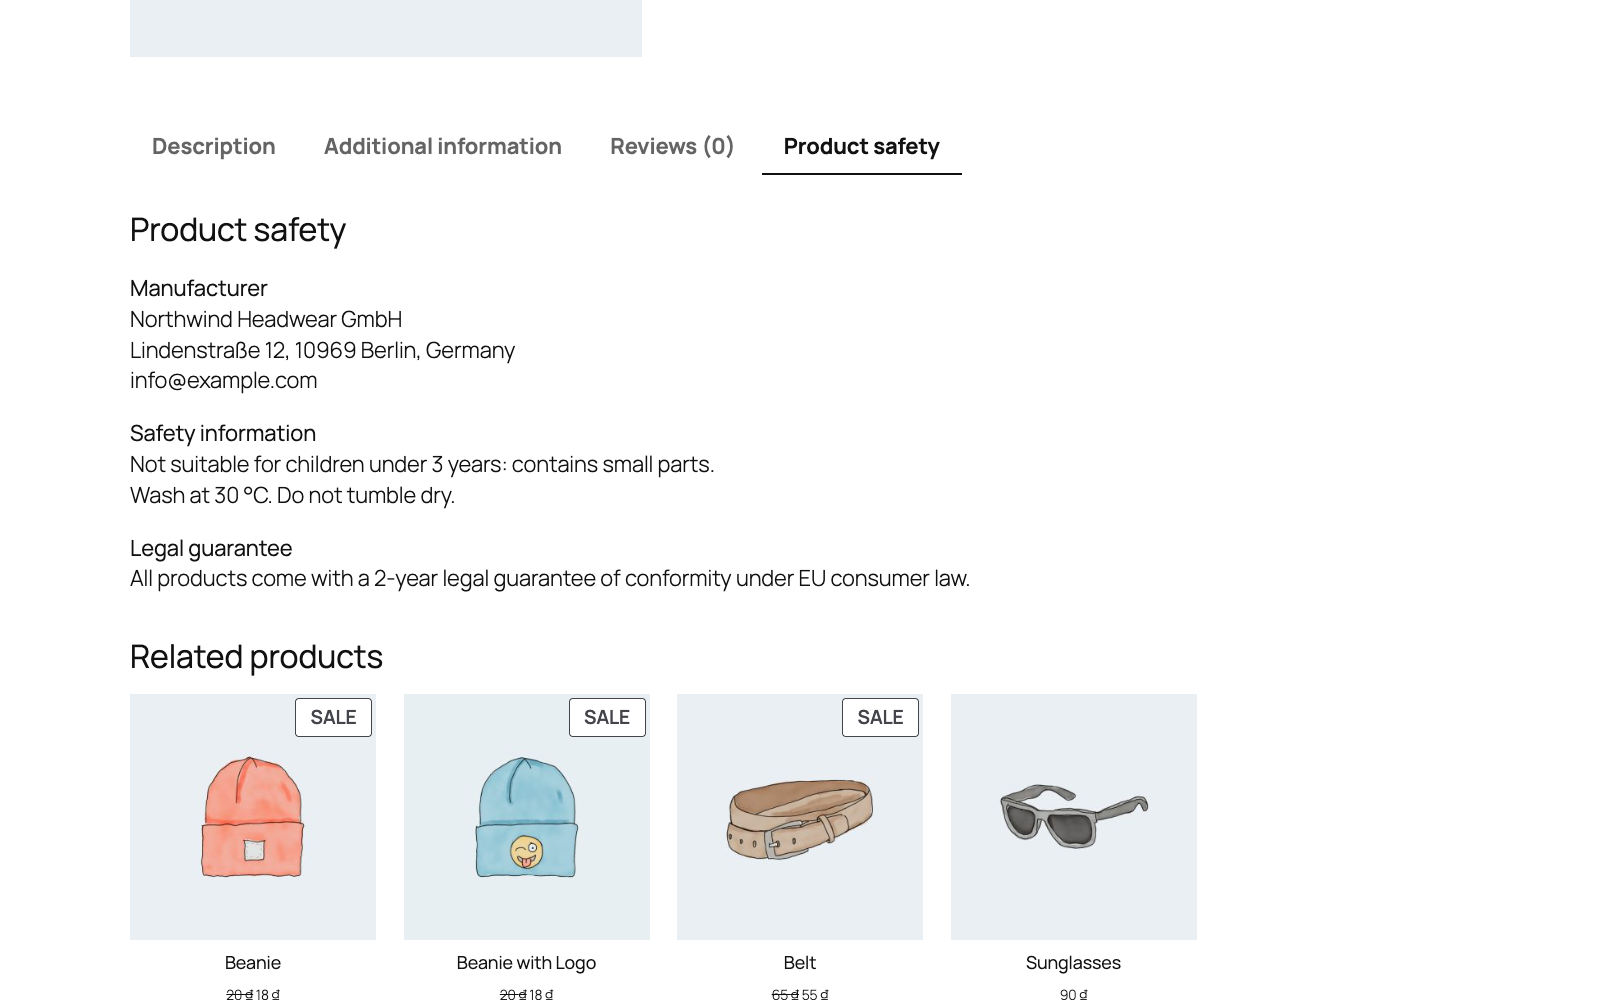 Description Additional information Reviews (0) Product safety
Product safety
Manufacturer
Northwind Headwear GmbH
Lindenstraße 12, 10969 Berlin, Germany
info@example.com
Safety information
Not suitable for children under 3 years: contains small parts.
Wash at 30 °C. Do not tumble dry.
Legal guarantee
All products come with a 2-year legal guarantee of conformity under EU consumer law.
Related products
SALE SALE SALE
Beanie Beanie with Logo Belt Sunglasses
20 ₫ 18 ₫ 20 ₫ 18 ₫ 65 ₫ 55 ₫ 90 ₫